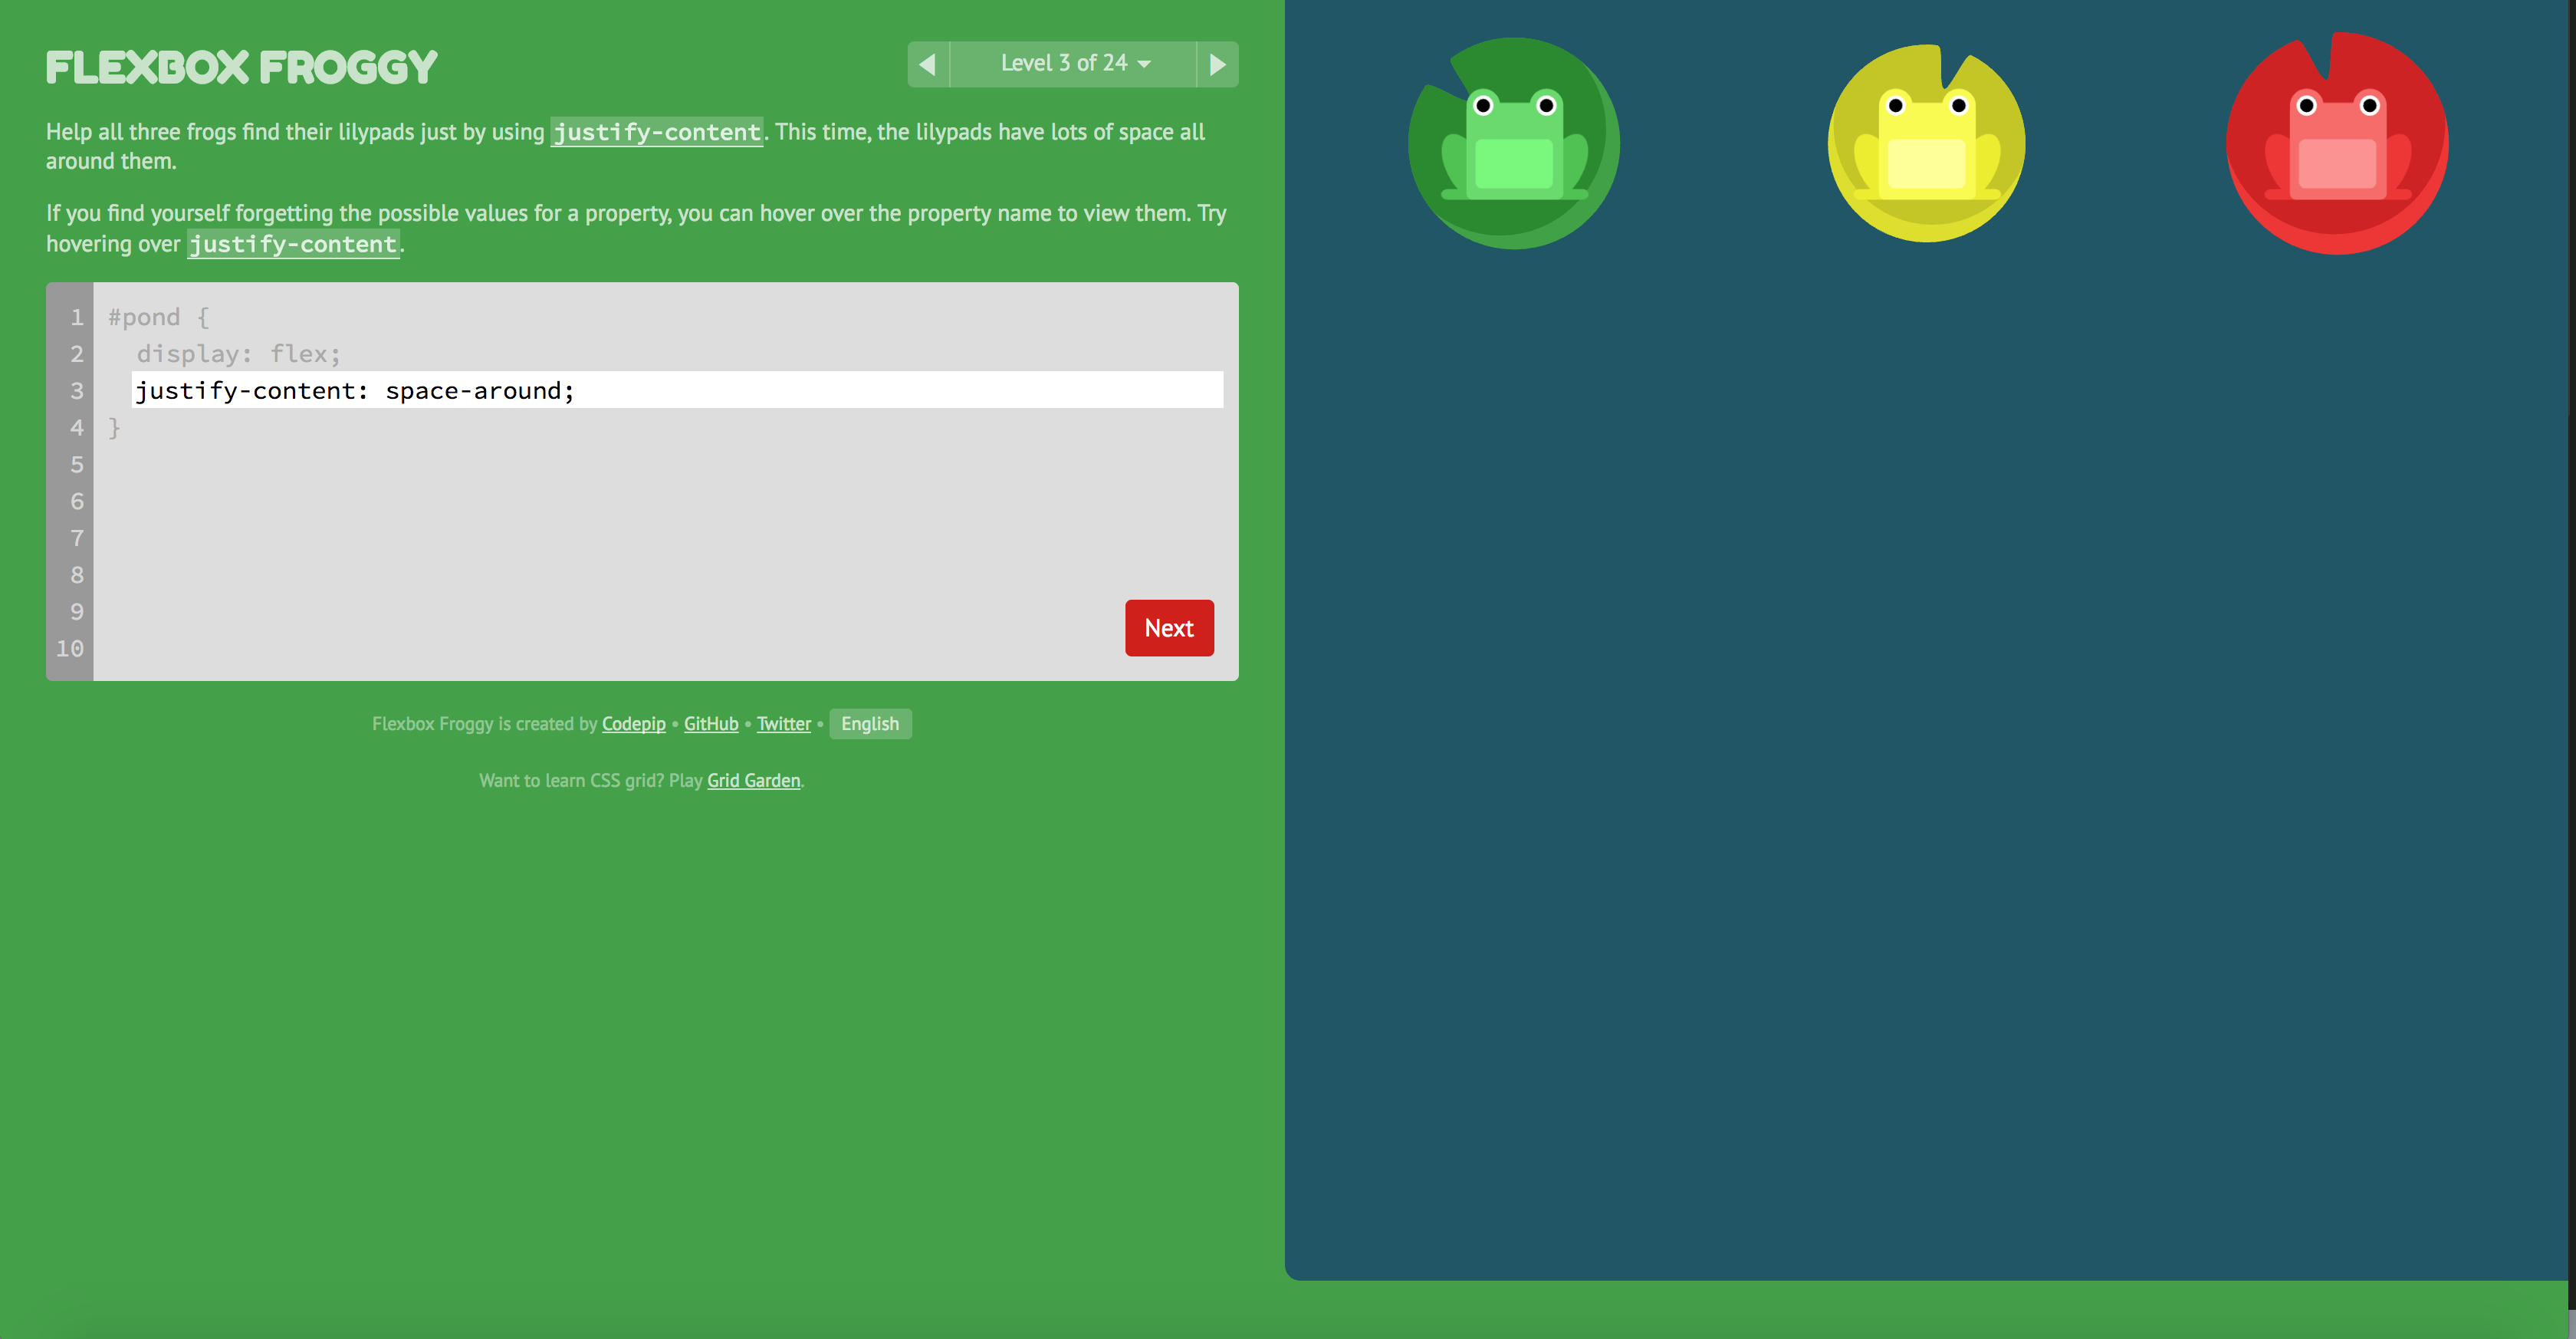 FLEXBOX FROGGY
Level 3 of 24
Help all three frogs find their lilypads just by using justify-content. This time, the lilypads have lots of space all
around them.
If you find yourself forgetting the possible values for a property, you can hover over the property name to view them. Try
hovering over justify-content.
1 #pond {
2 display: flex;
3 justify-content: space-around;
4 }
5
6
7
8
9
10
Next
Flexbox Froggy is created by Codepip • GitHub • Twitter • English
Want to learn CSS grid? Play Grid Garden.